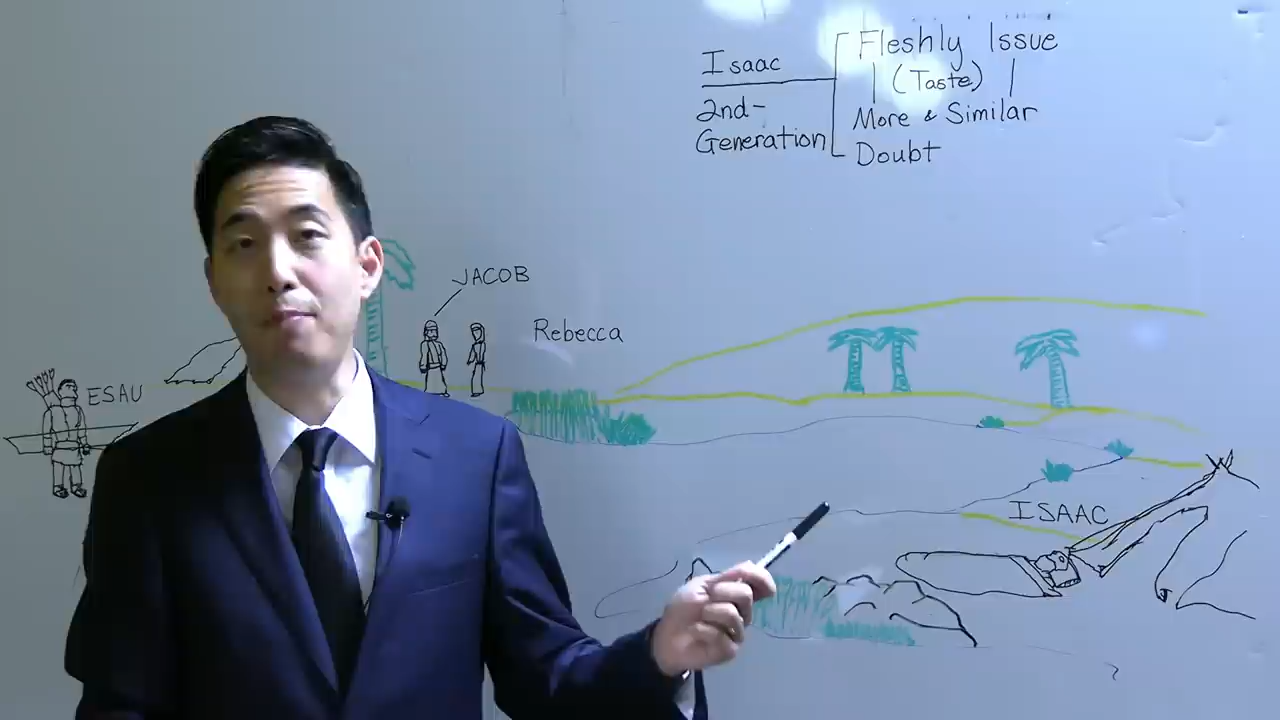 Isaac
2nd-
Generation
Fleshly Issue
(Taste)
More & Similar
Doubt
JACOB
Rebecca
ESAU
ISAAC